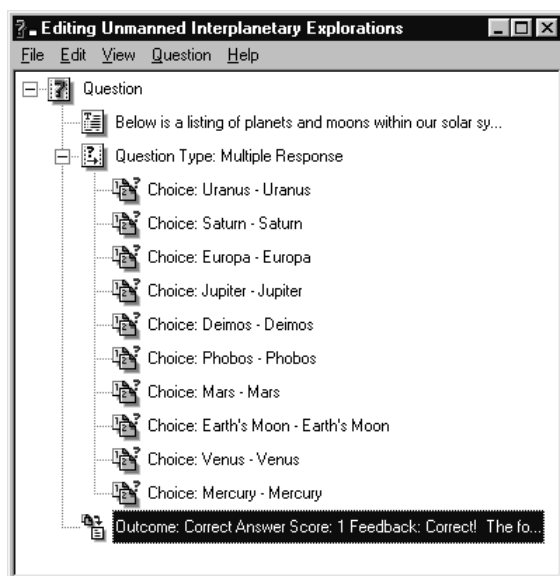 Editing Unmanned Interplanetary Explorations
File Edit View Question Help
Question
Below is a listing of planets and moons within our solar sy...
Question Type: Multiple Response
Choice: Uranus - Uranus
Choice: Saturn - Saturn
Choice: Europa - Europa
Choice: Jupiter - Jupiter
Choice: Deimos - Deimos
Choice: Phobos - Phobos
Choice: Mars - Mars
Choice: Earth's Moon - Earth's Moon
Choice: Venus - Venus
Choice: Mercury - Mercury
Outcome: Correct Answer Score: 1 Feedback: Correct! The fo...